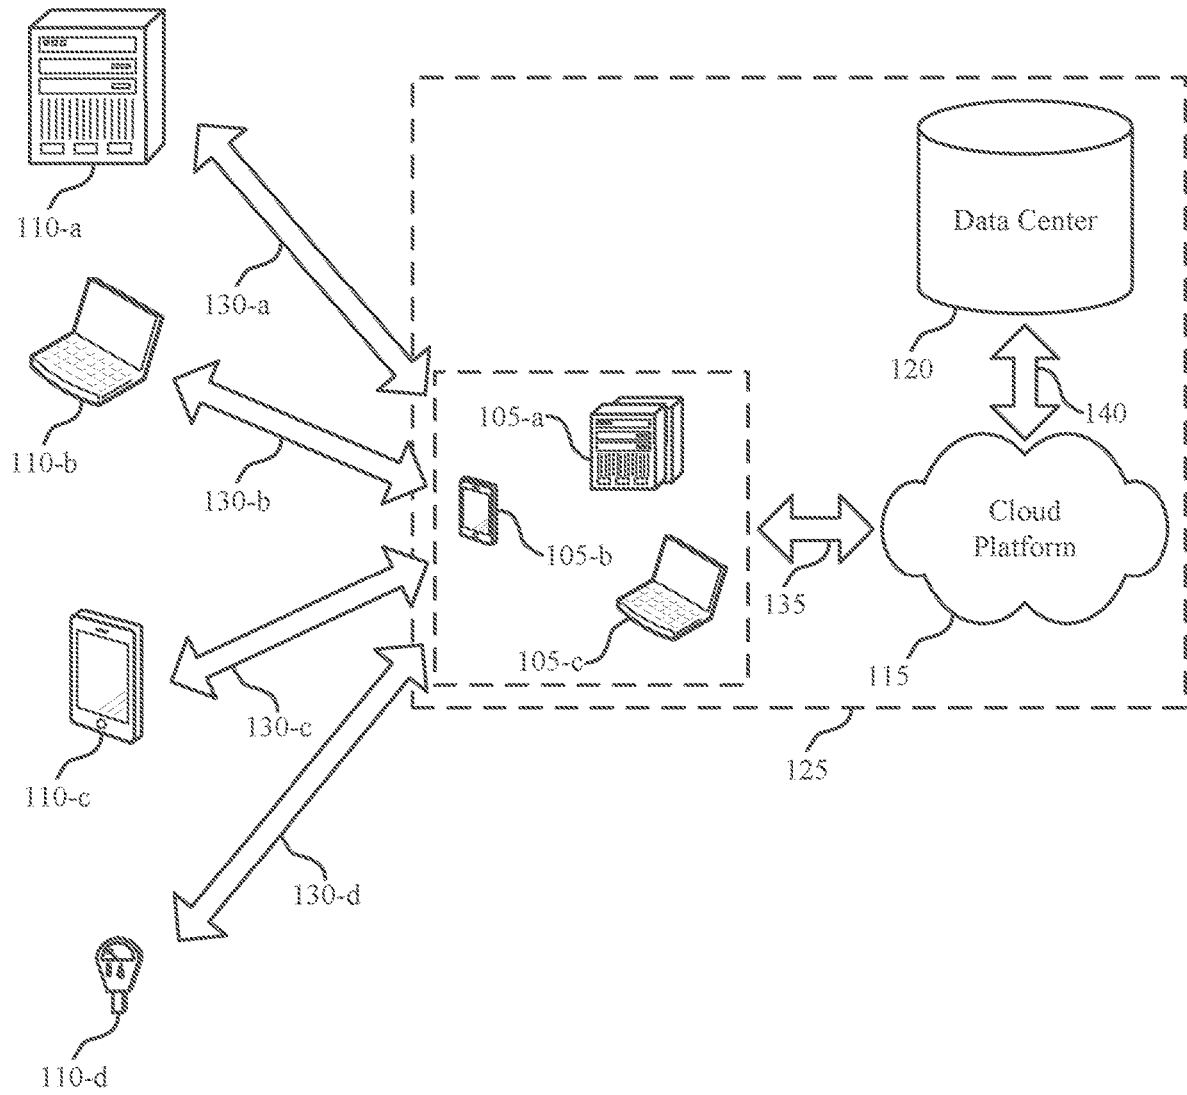 110-a
130-a
110-b
130-b
110-c
130-c
110-d
130-d
105-a
105-b
105-c
135
Data Center
120
140
Cloud
Platform
115
125